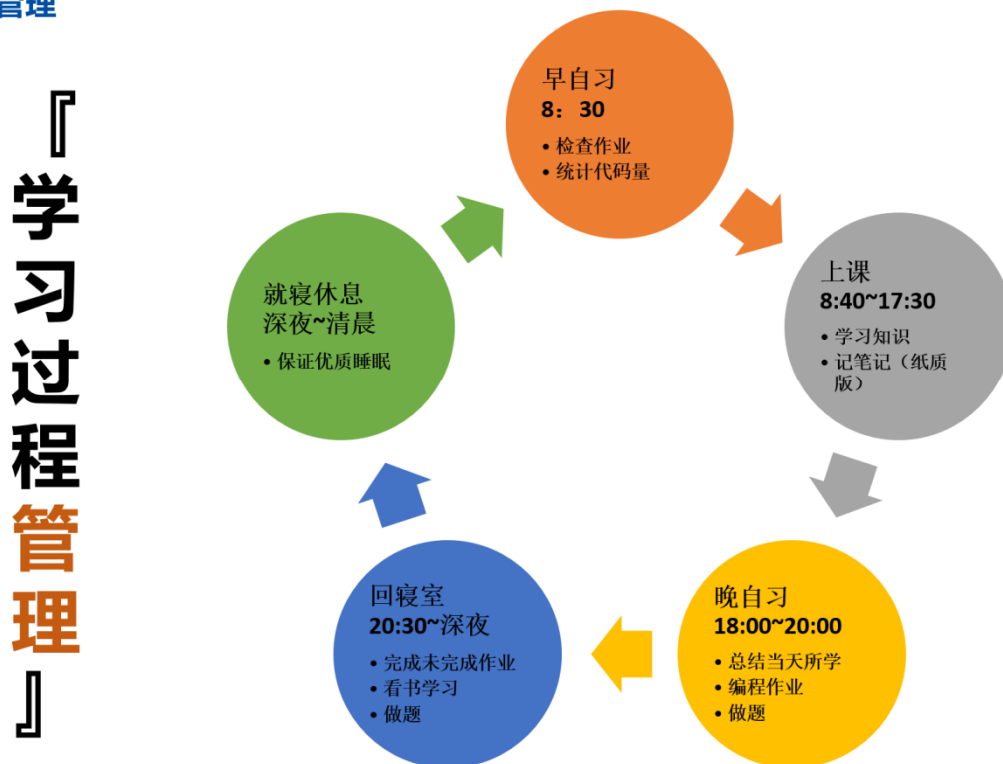 管理
『学习过程管理』
早自习
8：30
• 检查作业
• 统计代码量
上课
8:40~17:30
• 学习知识
• 记笔记（纸质
版）
晚自习
18:00~20:00
• 总结当天所学
• 编程作业
• 做题
回寝室
20:30~深夜
• 完成未完成作业
• 看书学习
• 做题
就寝休息
深夜~清晨
• 保证优质睡眠